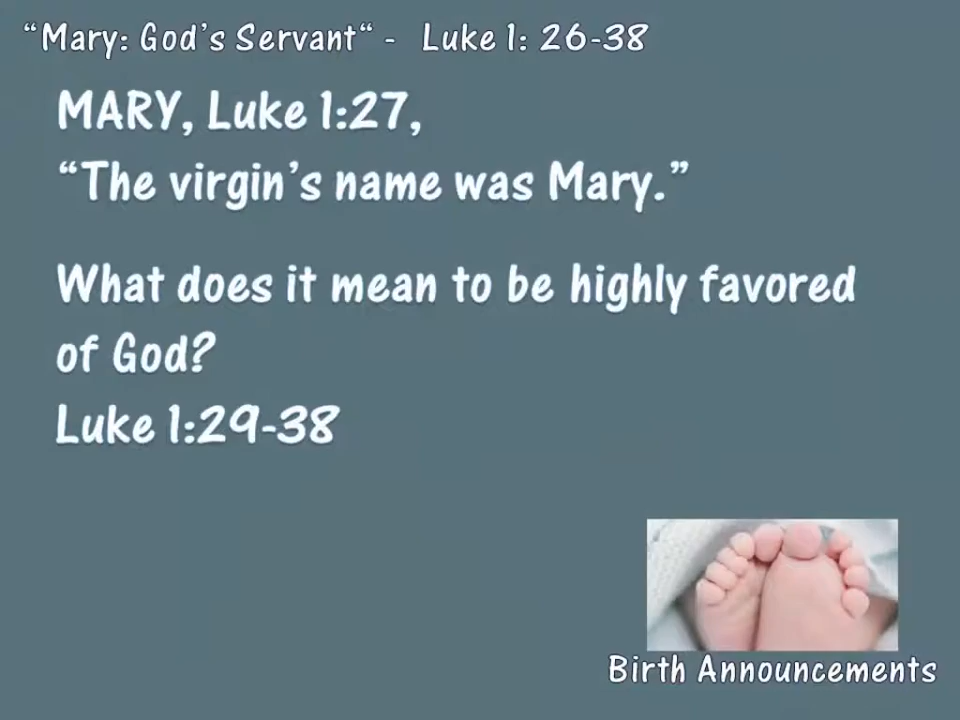 “Mary: God’s Servant“ - Luke 1: 26-38
MARY, Luke 1:27,
“The virgin’s name was Mary.”
What does it mean to be highly favored
of God?
Luke 1:29-38
Birth Announcements